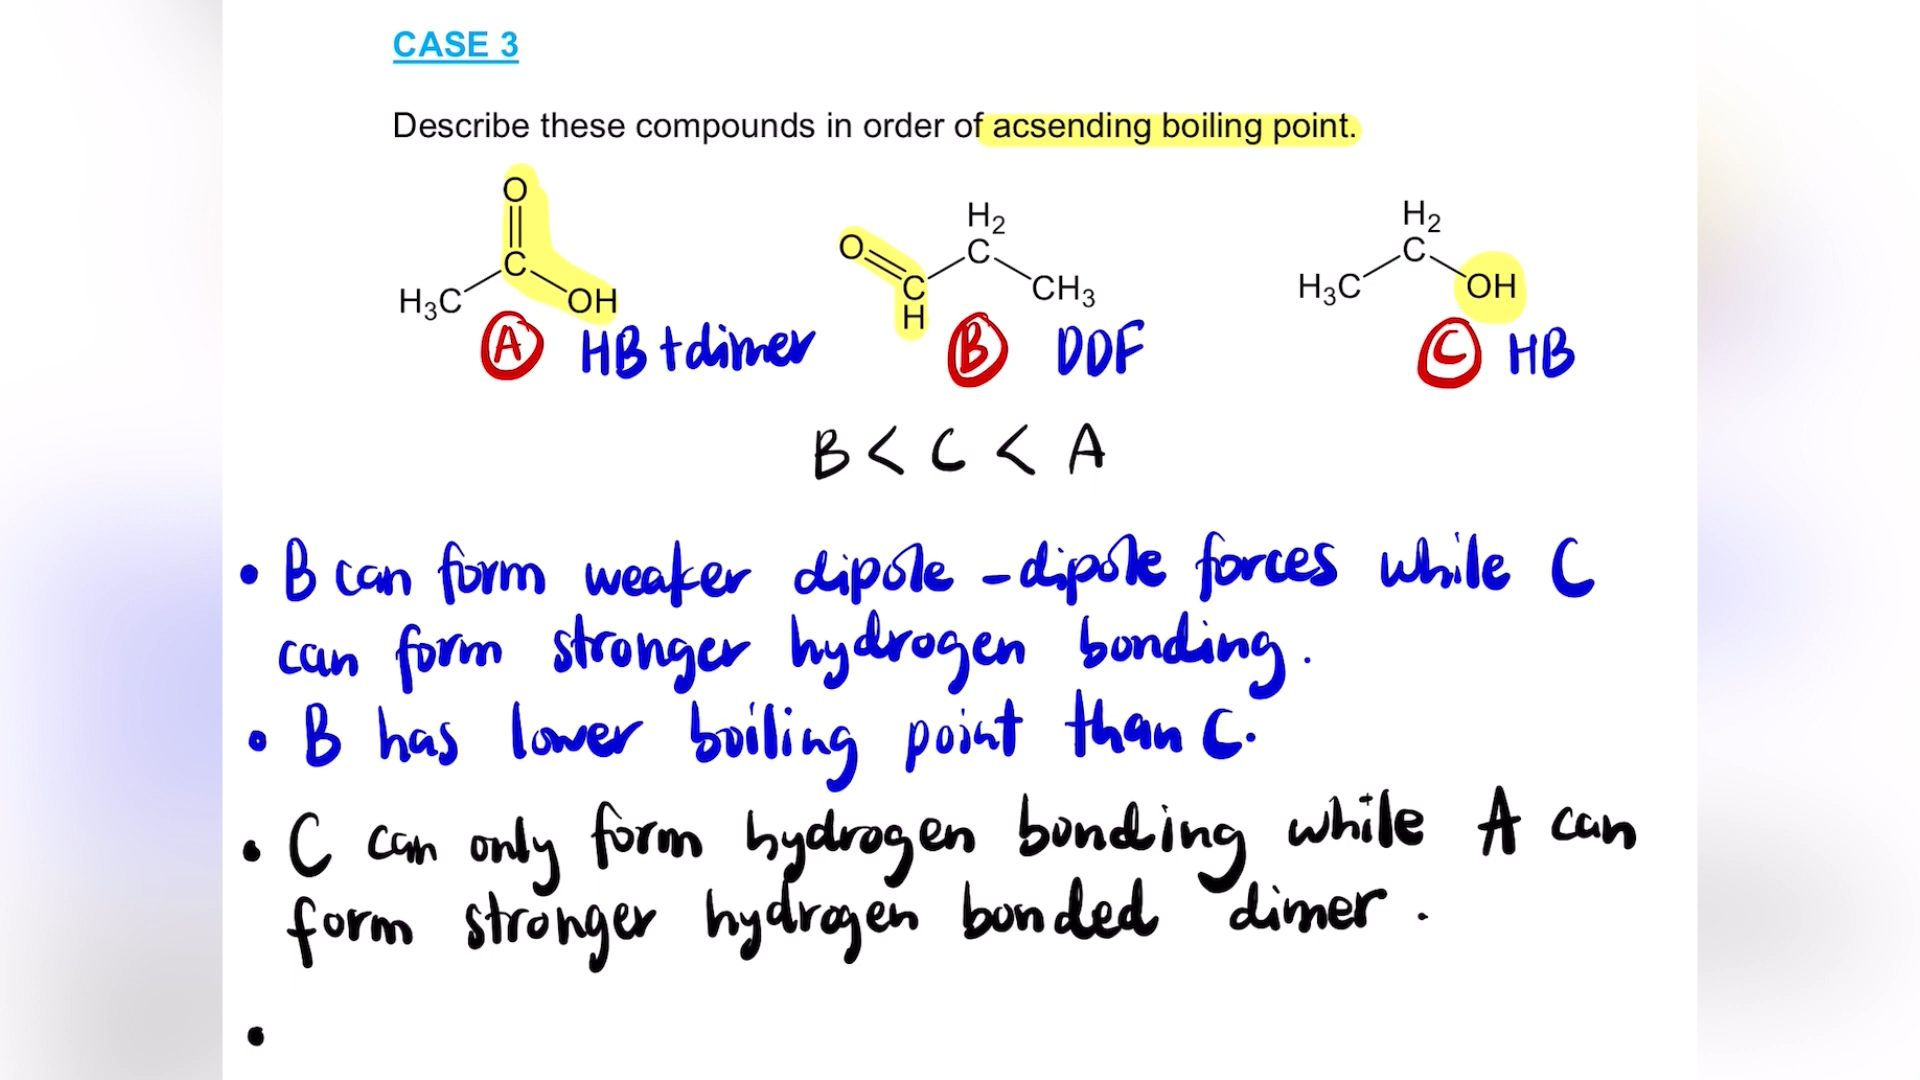 CASE 3
Describe these compounds in order of acsending boiling point.
O
C
H₃C OH
O H₂
C
C
H CH₃
H₂
C
H₃C OH
A HB + dimer B DDF C HB
B < C < A
• B can form weaker dipole - dipole forces while C
can form stronger hydrogen bonding.
• B has lower boiling point than C.
• C can only form hydrogen bonding while A can
form stronger hydrogen bonded dimer.
•